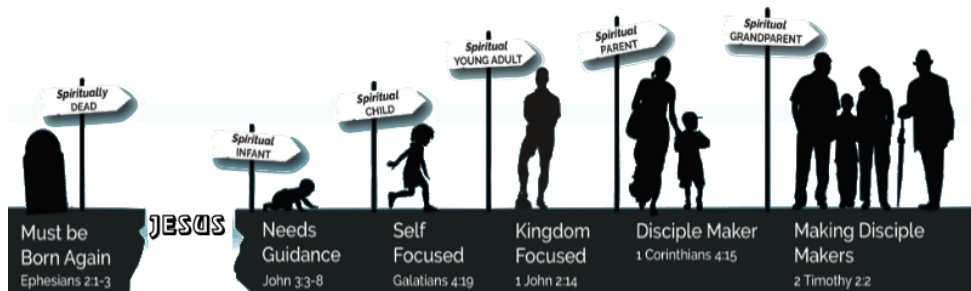 Spiritually
DEAD
Spiritual
INFANT
Spiritual
CHILD
Spiritual
YOUNG ADULT
Spiritual
PARENT
Spiritual
GRANDPARENT
JESUS
Must be
Born Again
Ephesians 2:1-3
Needs
Guidance
John 3:3-8
Self
Focused
Galatians 4:19
Kingdom
Focused
1 John 2:14
Disciple Maker
1 Corinthians 4:15
Making Disciple
Makers
2 Timothy 2:2